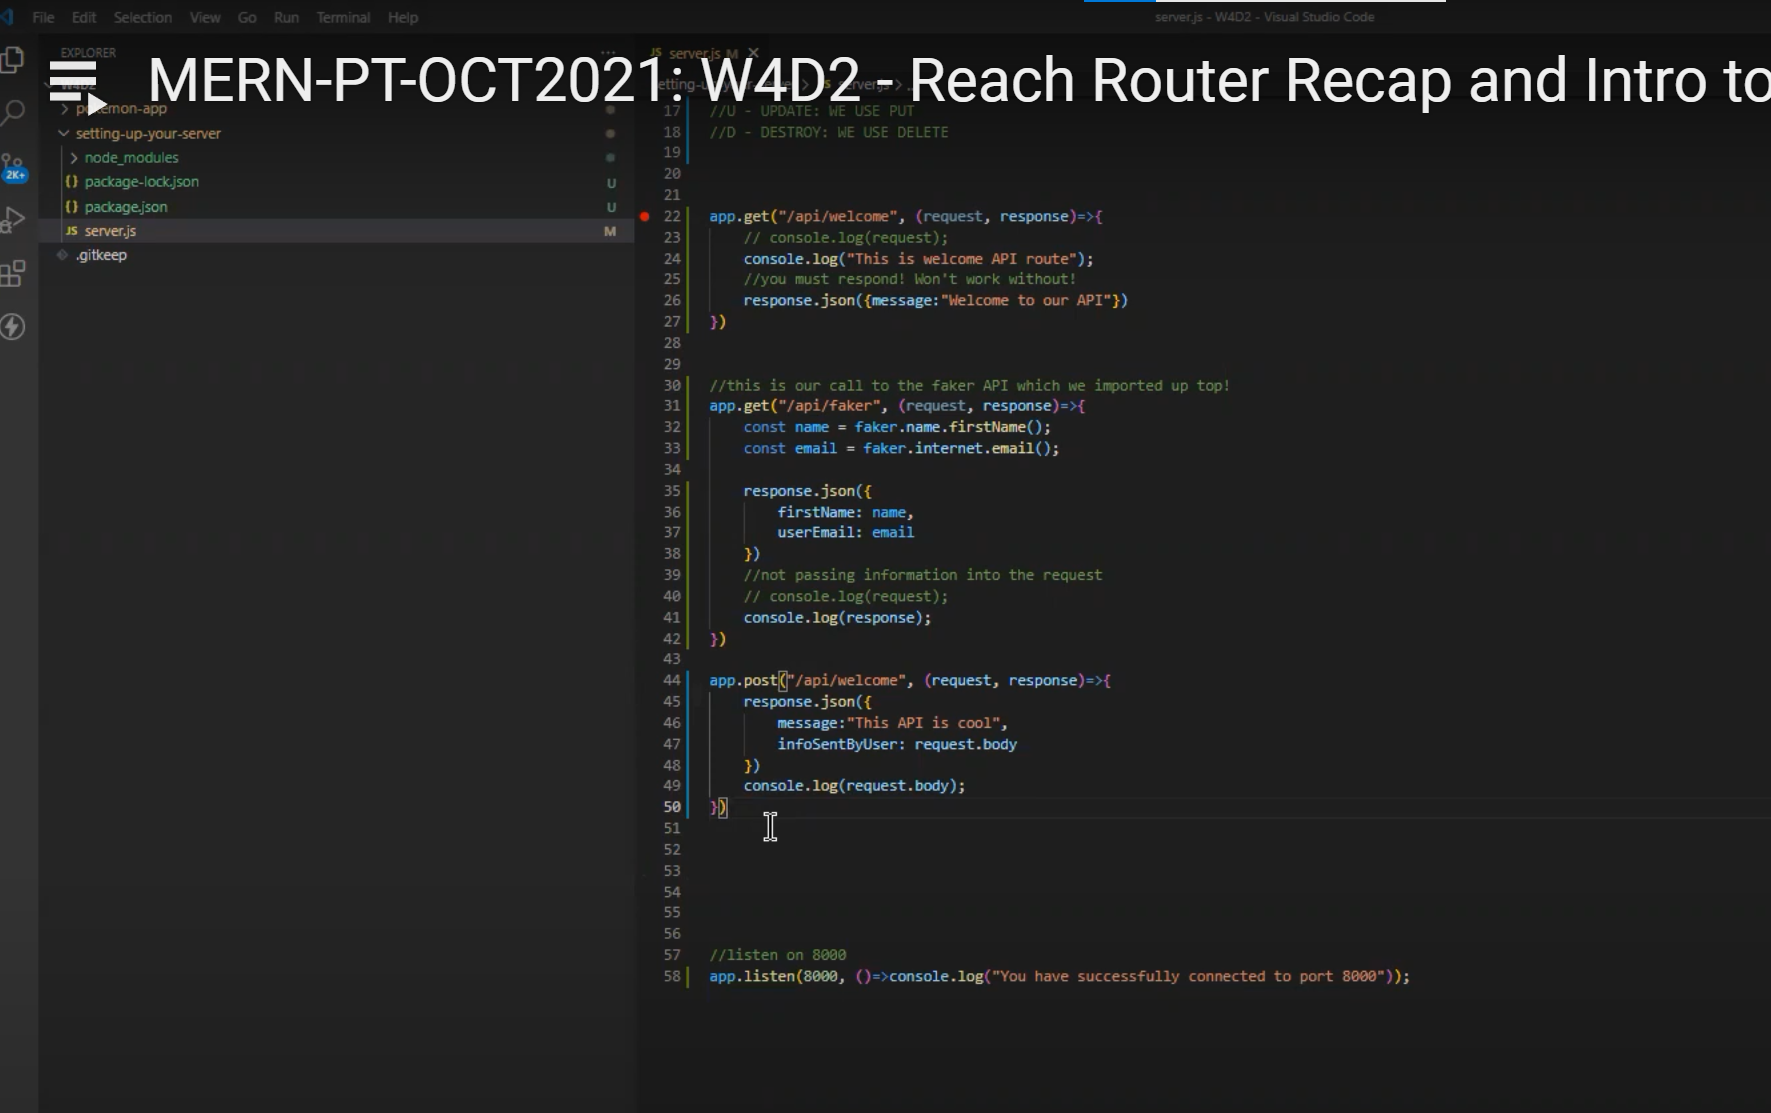 File Edit Selection View Go Run Terminal Help
server.js - W4D2 - Visual Studio Code
EXPLORER
JS server.js M
MERN-PT-OCT2021: W4D2 - Reach Router Recap and Intro to
W4D2
pokemon-app
setting-up-your-server
node_modules
package-lock.json U
package.json U
JS server.js M
.gitkeep
2K+
17 //U - UPDATE: WE USE PUT
18 //D - DESTROY: WE USE DELETE
19
20
21
22 app.get("/api/welcome", (request, response)=>{
23 // console.log(request);
24 console.log("This is welcome API route");
25 //you must respond! Won't work without!
26 response.json({message:"Welcome to our API"})
27 })
28
29
30 //this is our call to the faker API which we imported up top!
31 app.get("/api/faker", (request, response)=>{
32 const name = faker.name.firstName();
33 const email = faker.internet.email();
34
35 response.json({
36 firstName: name,
37 userEmail: email
38 })
39 //not passing information into the request
40 // console.log(request);
41 console.log(response);
42 })
43
44 app.post("/api/welcome", (request, response)=>{
45 response.json({
46 message:"This API is cool",
47 infoSentByUser: request.body
48 })
49 console.log(request.body);
50 })
51
52
53
54
55
56
57 //listen on 8000
58 app.listen(8000, ()=>console.log("You have successfully connected to port 8000"));